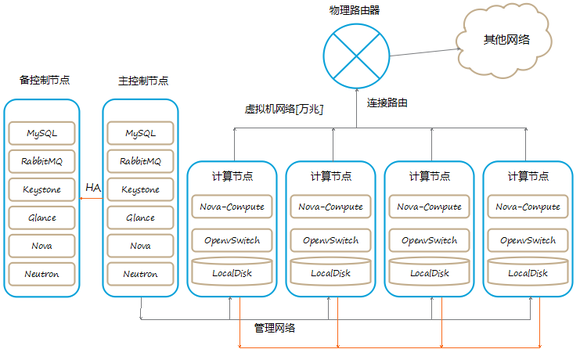 物理路由器
其他网络
备控制节点
主控制节点
虚拟机网络[万兆]
连接路由
MySQL
RabbitMQ
Keystone
Glance
Nova
Neutron
HA
MySQL
RabbitMQ
Keystone
Glance
Nova
Neutron
计算节点
Nova-Compute
OpenvSwitch
LocalDisk
计算节点
Nova-Compute
OpenvSwitch
LocalDisk
计算节点
Nova-Compute
OpenvSwitch
LocalDisk
计算节点
Nova-Compute
OpenvSwitch
LocalDisk
管理网络